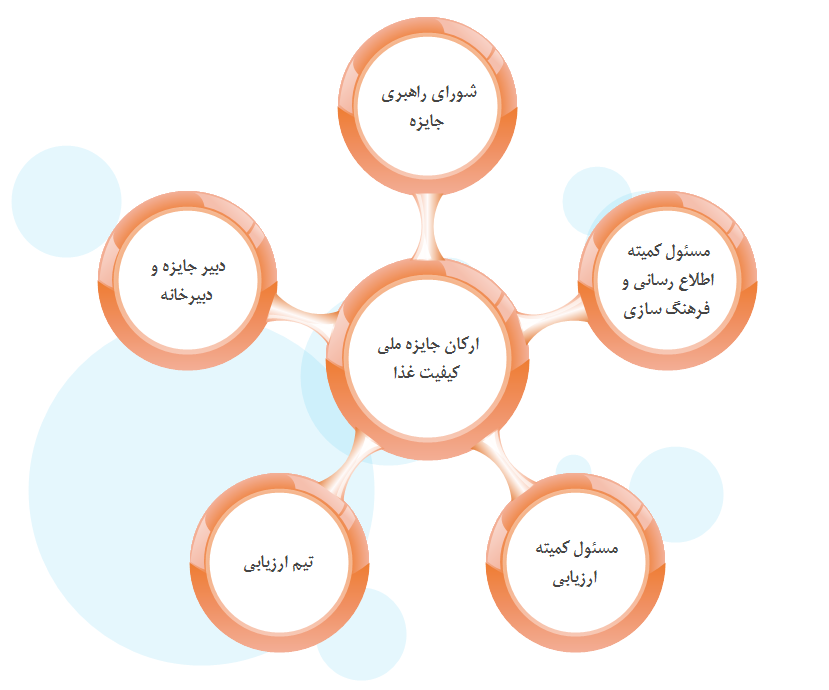 شورای راهبری
جایزه
مسئول کمیته
اطلاع رسانی و
فرهنگ سازی
دبیر جایزه و
دبیرخانه
ارکان جایزه ملی
کیفیت غذا
مسئول کمیته
ارزیابی
تیم ارزیابی